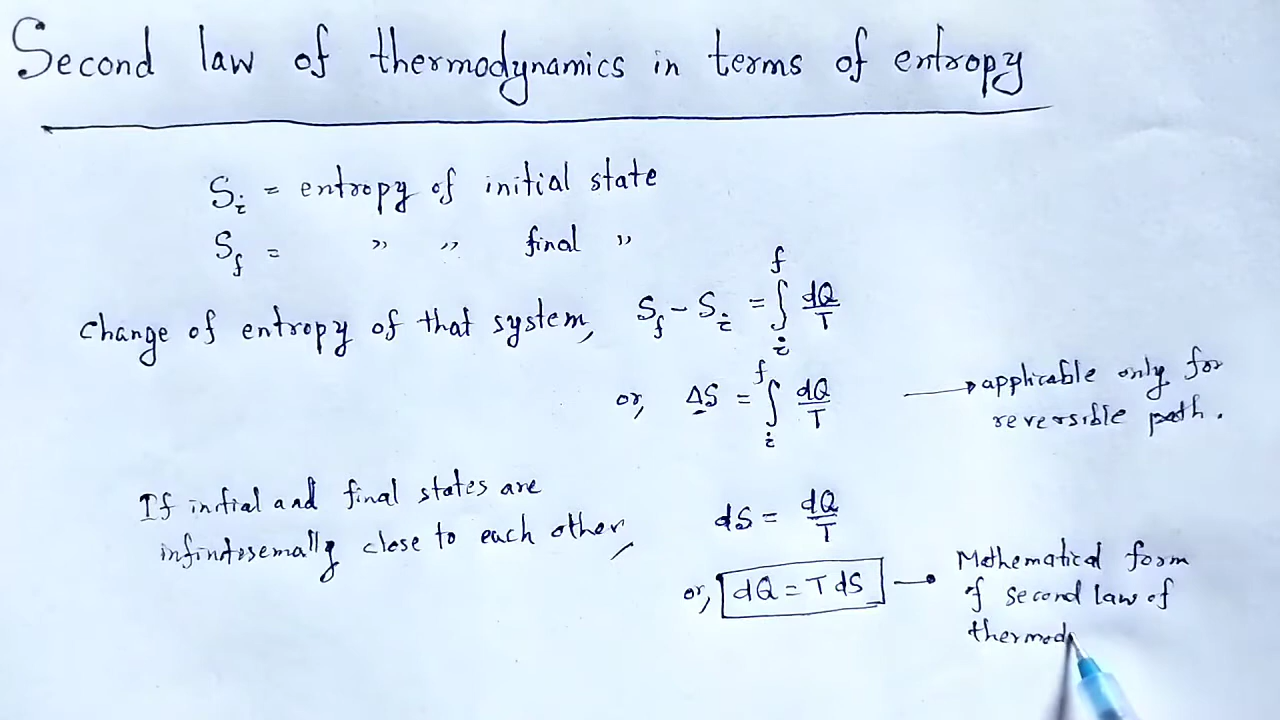 Second law of thermodynamics in terms of entropy
S_i = entropy of initial state
S_f = " " final "
Change of entropy of that system, S_f - S_i = ∫_i^f dQ/T
or, ΔS = ∫_i^f dQ/T → applicable only for
reversible path.
If initial and final states are
infinitosemally close to each other, dS = dQ/T
or, dQ = T dS → Mathematical form
of second law of
thermod